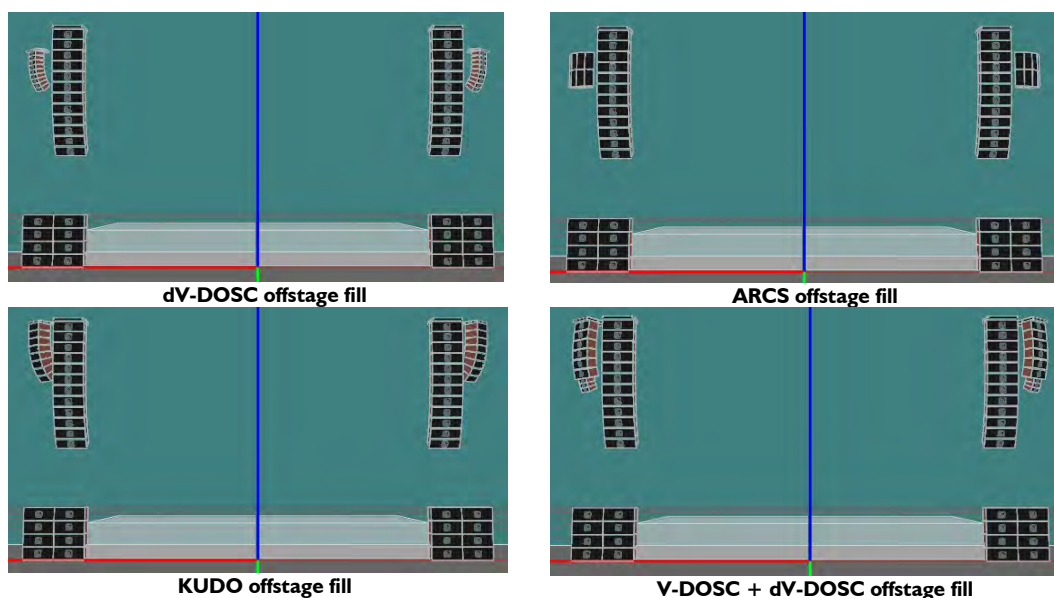 dV-DOSC offstage fill
ARCS offstage fill
KUDO offstage fill
V-DOSC + dV-DOSC offstage fill